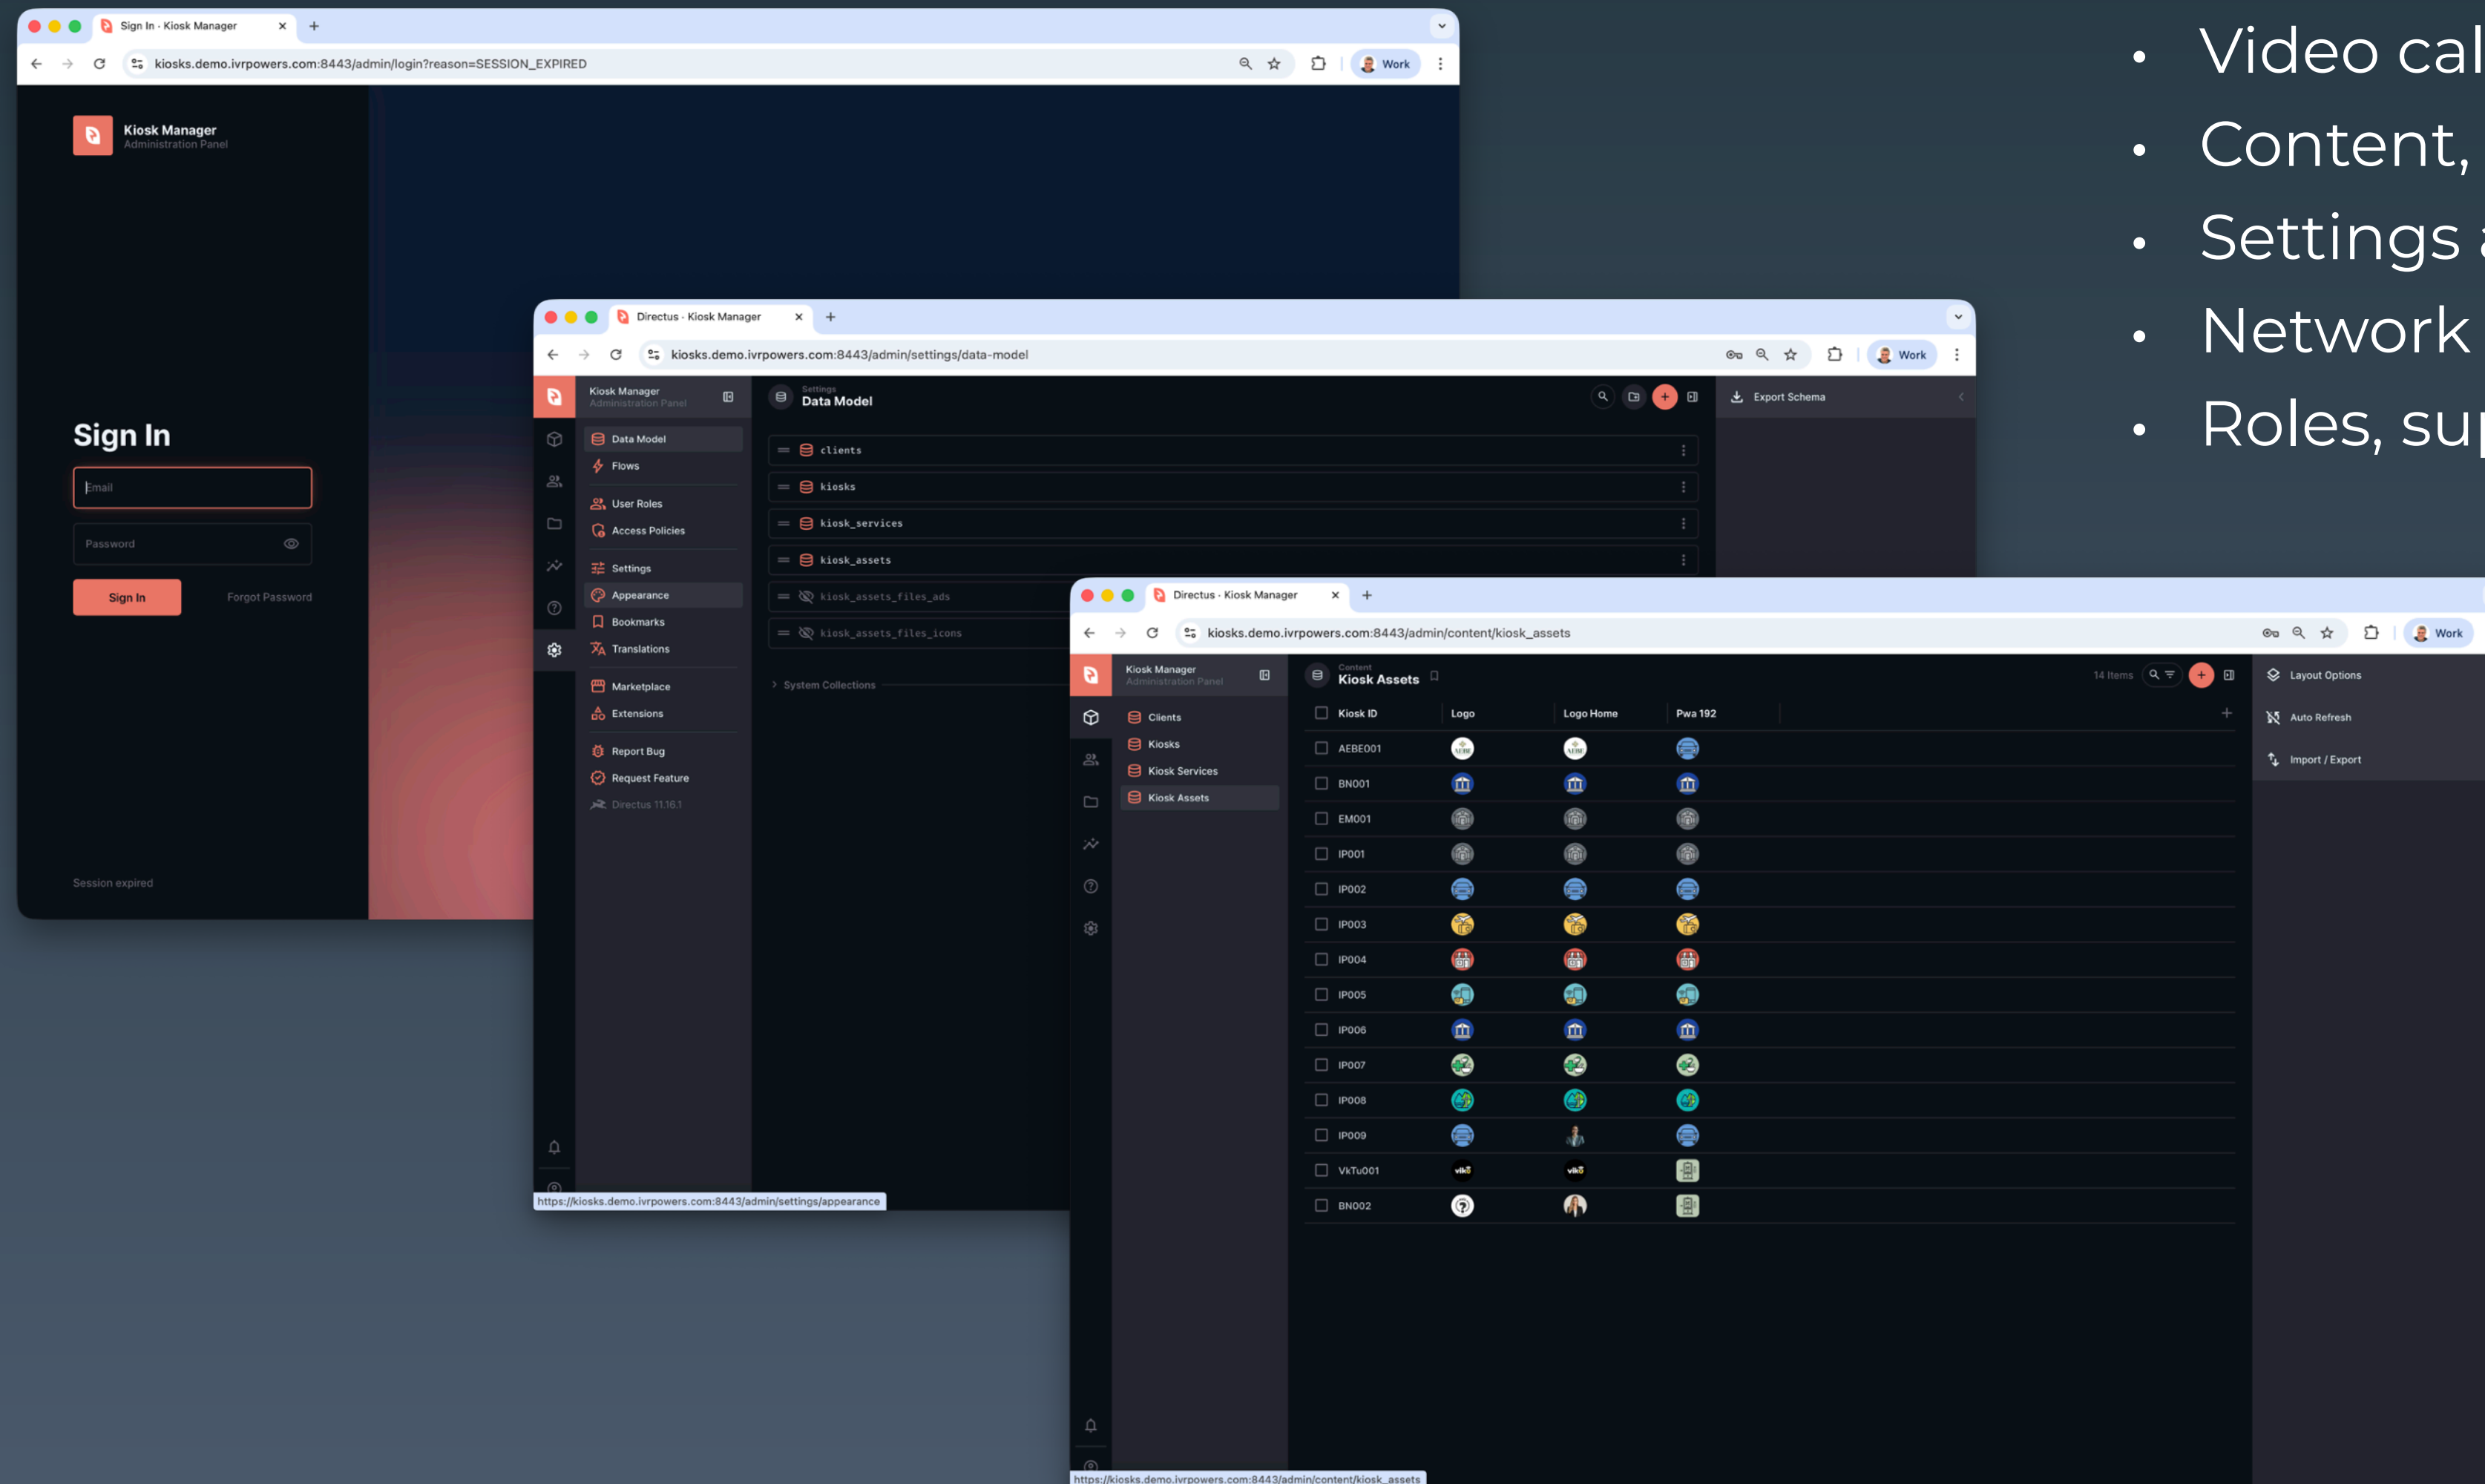 Sign In - Kiosk Manager
kiosks.demo.ivrpowers.com:8443/admin/login?reason=SESSION_EXPIRED
Work
Kiosk Manager
Administration Panel
Sign In
Email
Password
Sign In
Forgot Password
Session expired
Directus · Kiosk Manager
kiosks.demo.ivrpowers.com:8443/admin/settings/data-model
Work
Kiosk Manager
Administration Panel
Data Model
Flows
User Roles
Access Policies
Settings
Appearance
Bookmarks
Translations
Marketplace
Extensions
Report Bug
Request Feature
Directus 11.16.1
Settings
Data Model
clients
kiosks
kiosk_services
kiosk_assets
kiosk_assets_files_ads
kiosk_assets_files_icons
System Collections
Export Schema
https://kiosks.demo.ivrpowers.com:8443/admin/settings/appearance
Directus · Kiosk Manager
kiosks.demo.ivrpowers.com:8443/admin/content/kiosk_assets
Work
Kiosk Manager
Administration Panel
Clients
Kiosks
Kiosk Services
Kiosk Assets
Content
Kiosk Assets
14 Items
Kiosk ID Logo Logo Home Pwa 192
AEBE001
BN001
EM001
IP001
IP002
IP003
IP004
IP005
IP006
IP007
IP008
IP009
VkTu001 vikō vikō
BN002
Layout Options
Auto Refresh
Import / Export
https://kiosks.demo.ivrpowers.com:8443/admin/content/kiosk_assets
• Video cal
• Content,
• Settings
• Network
• Roles, su